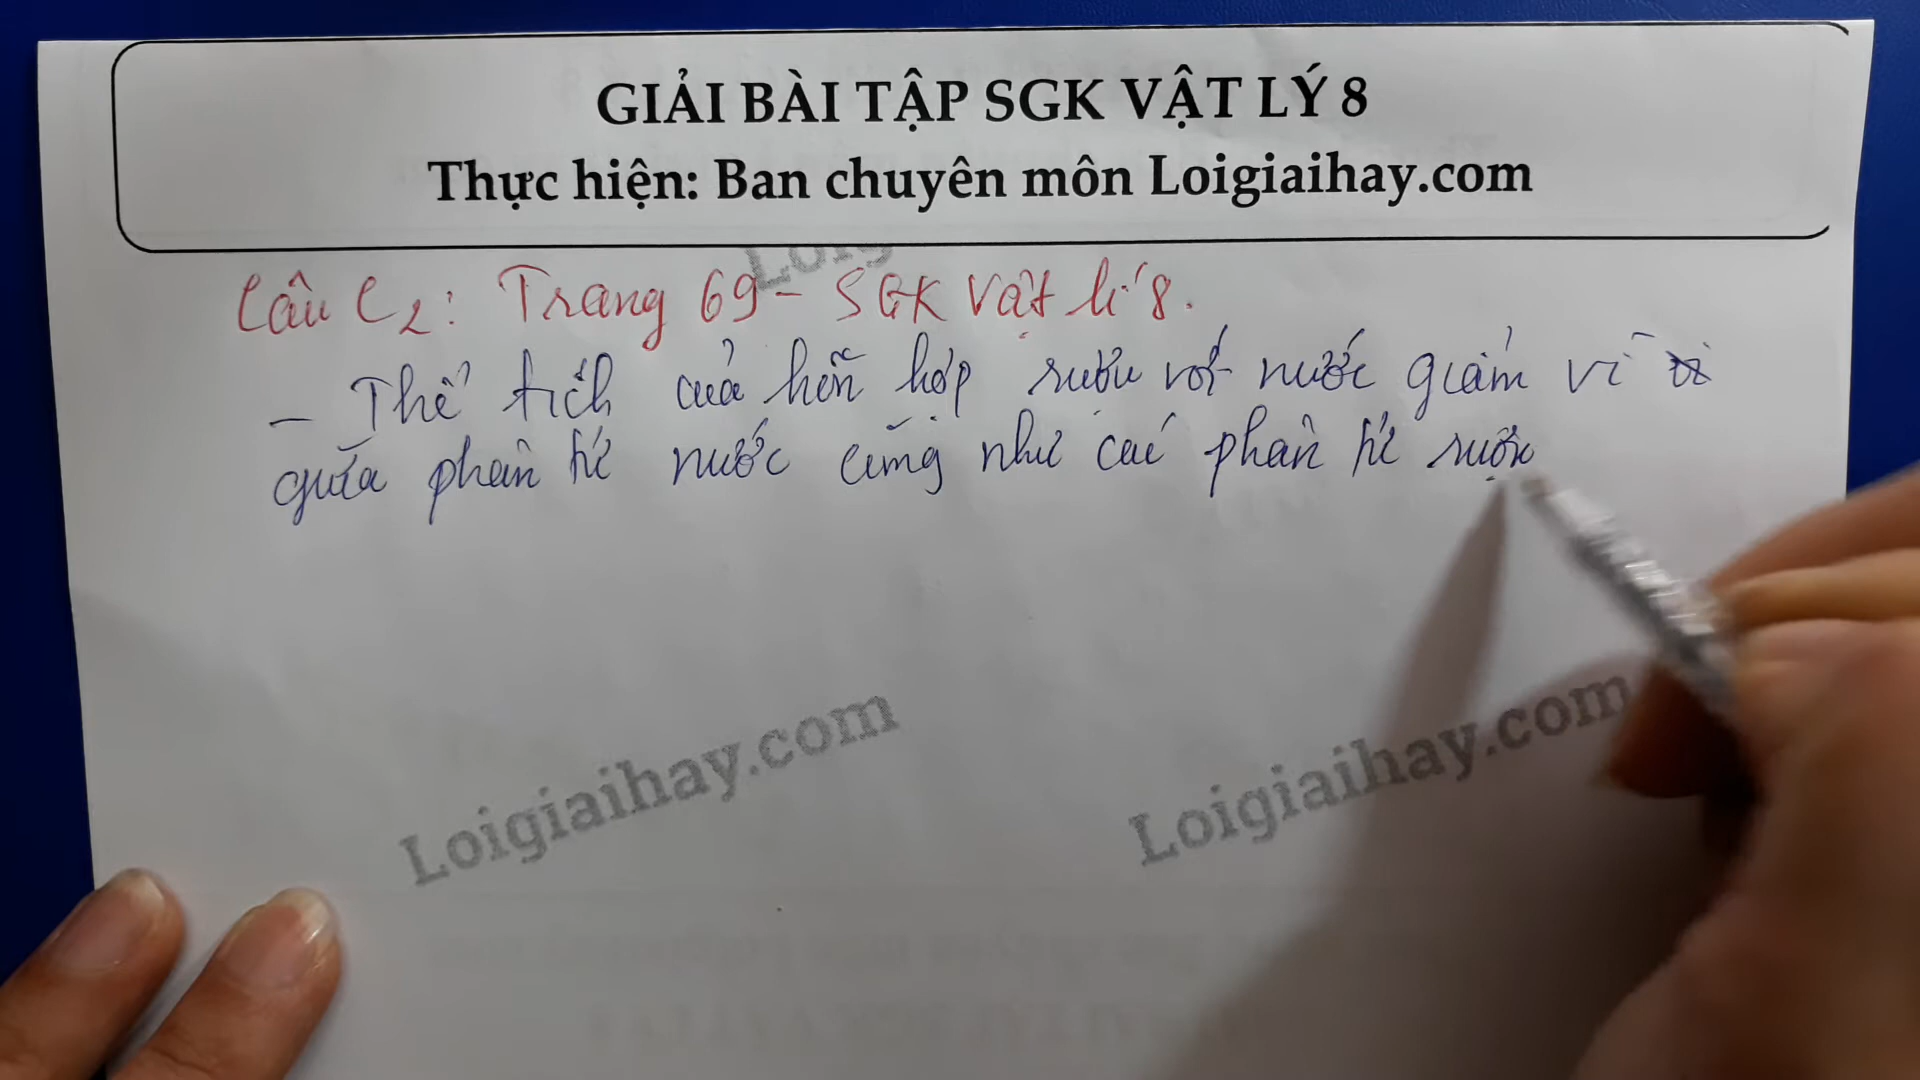 GIẢI BÀI TẬP SGK VẬT LÝ 8
Thực hiện: Ban chuyên môn Loigiaihay.com
Loig
Câu C2: Trang 69 - SGK Vật lí 8.
- Thể tích của hỗn hợp rượu với nước giảm vì
giữa phân tử nước cũng như các phân tử rượu
Loigiaihay.com
Loigiaihay.com